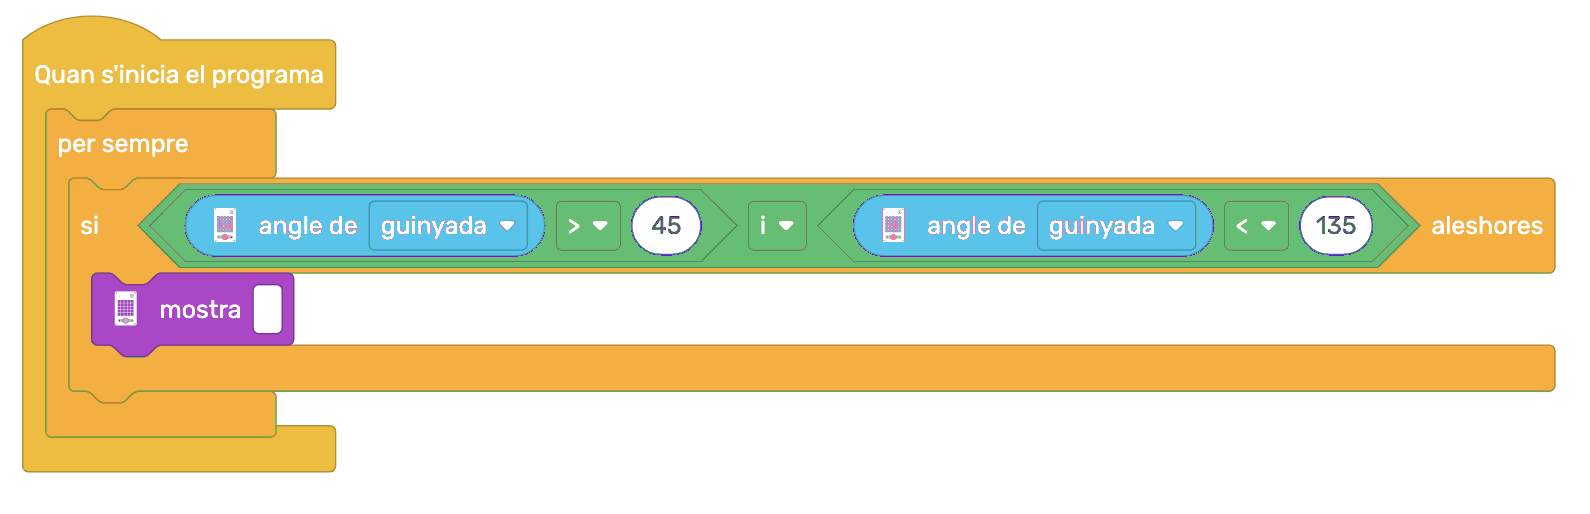 Quan s'inicia el programa
per sempre
si angle de guinyada > 45 i angle de guinyada < 135 aleshores
mostra